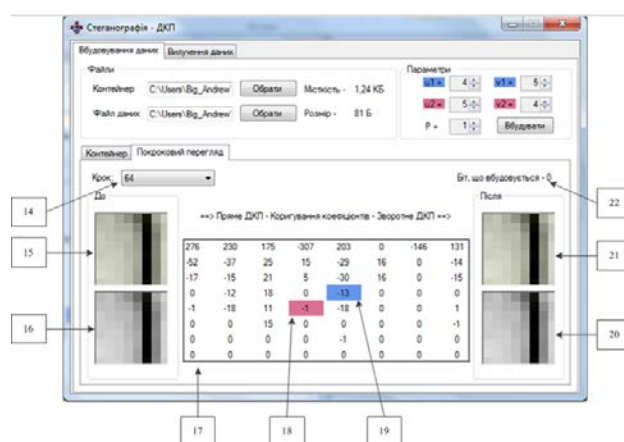 Стеганографія - ДКП
Вбудовування даних Вилучення даних
Файли
Контейнер C:\Users\Big_Andrew Обрати Місткость - 1,24 КБ
Файл даних C:\Users\Big_Andrew Обрати Розмір - 81 Б
Параметри
u1 = 4 v1 = 5
u2 = 5 v2 = 4
P = 1 Вбудувати
Контейнер Покроковий перегляд
Крок: 64 Біт, що вбудовується - 0
До
Після
==> Пряме ДКП - Коригування коефіцієнтів - Зворотне ДКП ==>
276 230 175 -307 203 0 -146 131
-52 -37 25 15 -29 16 0 -14
-17 -15 21 5 -30 16 0 -15
0 -12 18 0 -13 0 0 0
-1 -18 11 -1 -18 0 0 1
0 0 15 0 0 0 0 -1
0 0 0 0 -1 0 0 0
0 0 0 0 0 0 0 0
14
15
16
17
18
19
20
21
22